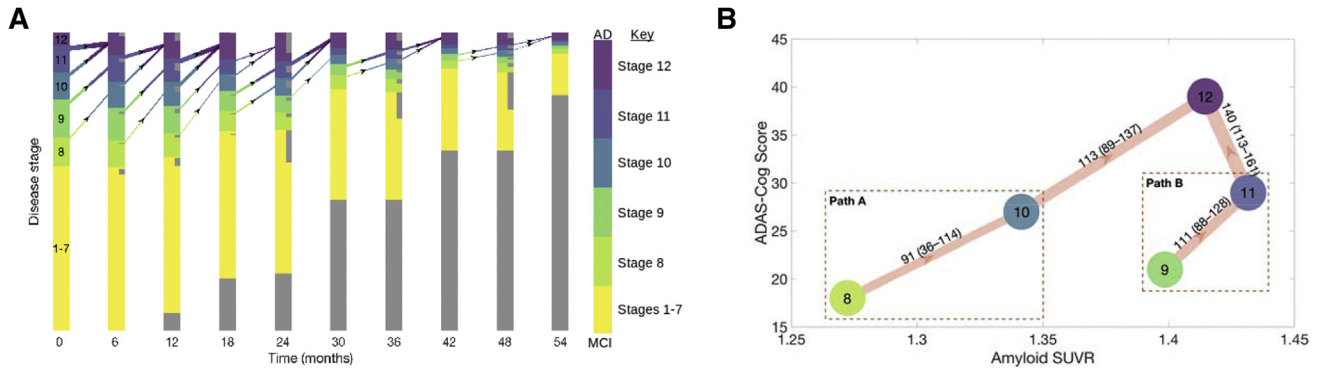 A
AD
Key
12
11
10
9
8
1-7
Disease stage
Stage 12
Stage 11
Stage 10
Stage 9
Stage 8
Stages 1-7
MCI
0 6 12 18 24 30 36 42 48 54
Time (months)
B
45
40
35
30
25
20
15
ADAS-Cog Score
12
140 (113–161)
113 (89–137)
Path B
11
Path A
10
111 (88–128)
91 (36–114)
9
8
1.25 1.3 1.35 1.4 1.45
Amyloid SUVR